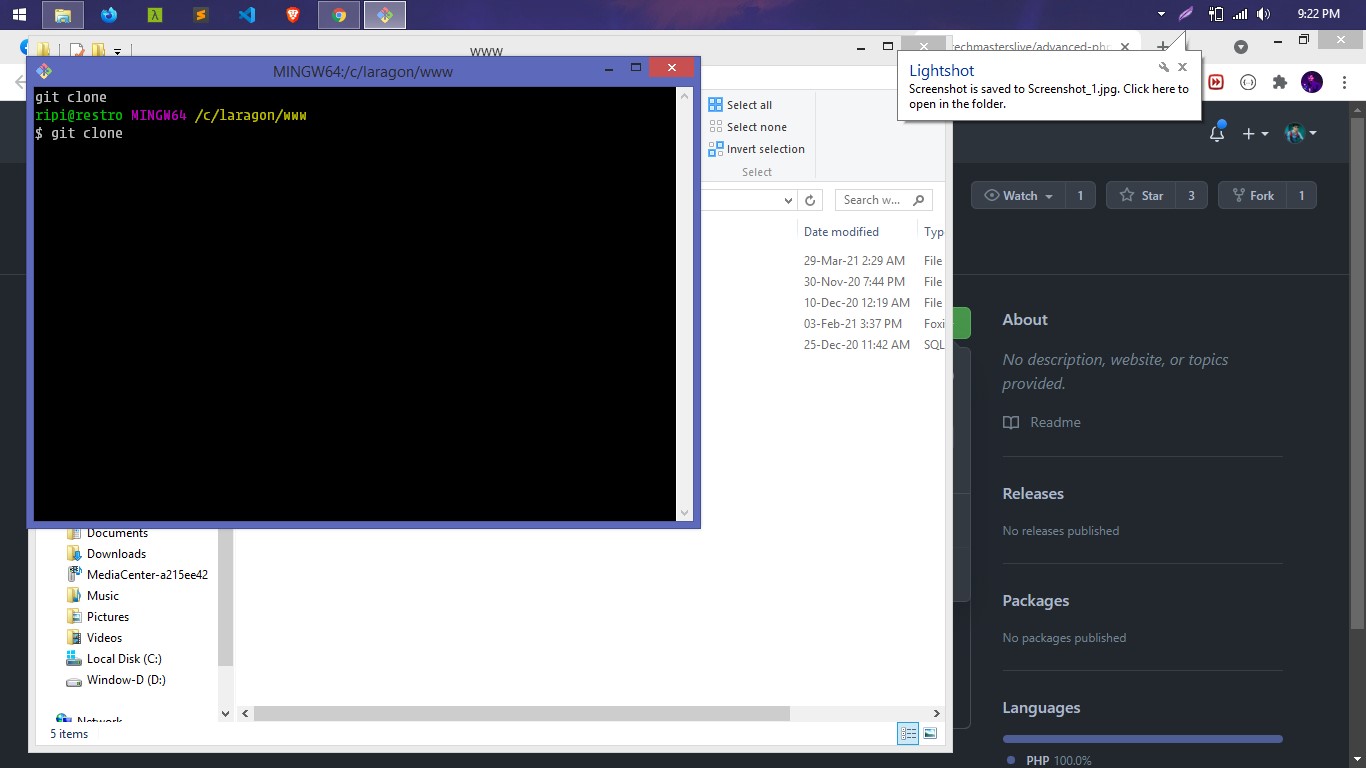 9:22 PM
www
techmasterslive/advanced-php
MINGW64:/c/laragon/www
Lightshot
Screenshot is saved to Screenshot_1.jpg. Click here to
open in the folder.
git clone
ripi@restro MINGW64 /c/laragon/www
$ git clone
Select all
Select none
Invert selection
Select
Search w...
Watch 1
Star 3
Fork 1
Date modified
Typ
29-Mar-21 2:29 AM File
30-Nov-20 7:44 PM File
10-Dec-20 12:19 AM File
03-Feb-21 3:37 PM Foxi
25-Dec-20 11:42 AM SQL
About
No description, website, or topics
provided.
Readme
Releases
No releases published
Packages
No packages published
Languages
PHP 100.0%
Documents
Downloads
MediaCenter-a215ee42
Music
Pictures
Videos
Local Disk (C:)
Window-D (D:)
Network
5 items